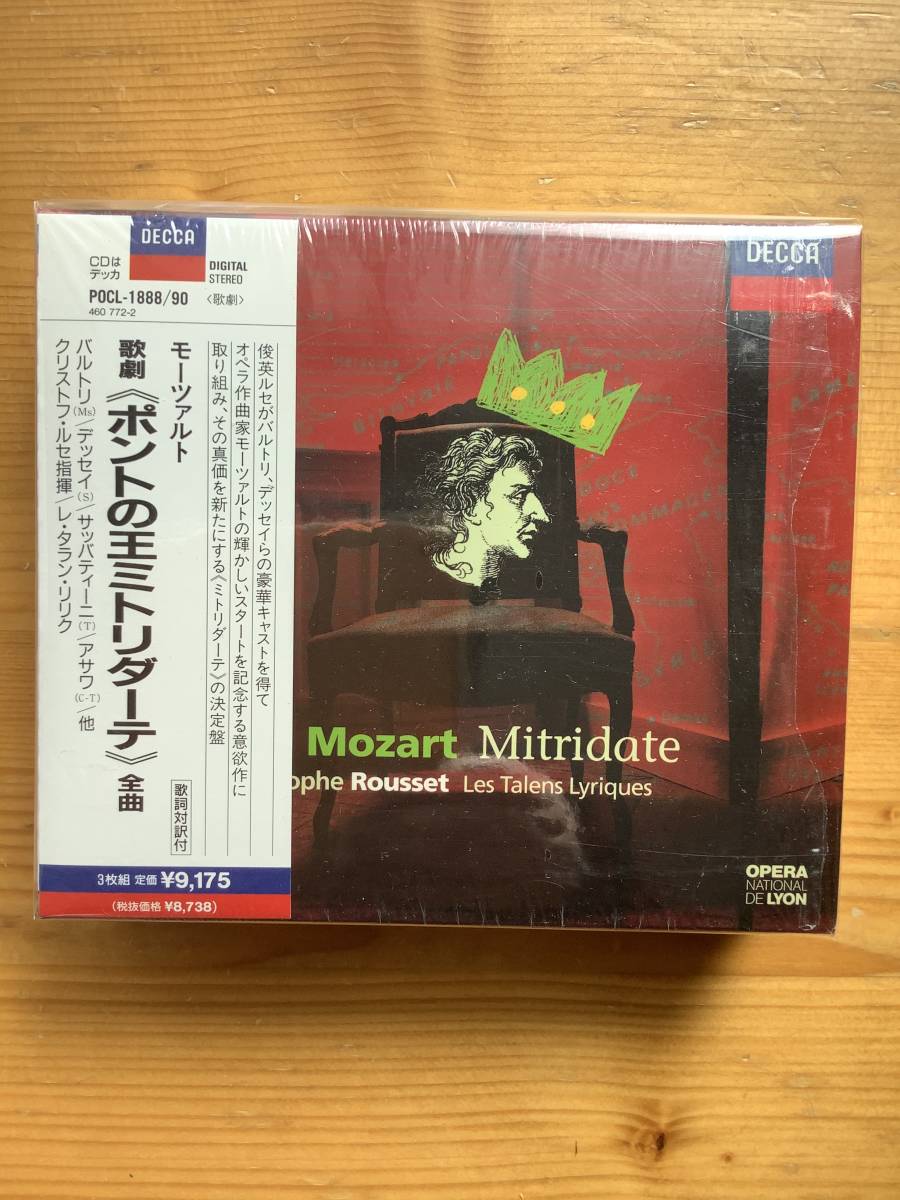 DECCA
CDは
デッカ
DIGITAL
STEREO
POCL-1888/90
〈歌劇〉
460 772-2
俊英ルセがバルトリ、デッセイらの豪華キャストを得て
オペラ作曲家モーツァルトの輝かしいスタートを記念する意欲作に
取り組み、その真価を新たにする《ミトリダーテ》の決定盤
モーツァルト
歌劇《ポントの王ミトリダーテ》全曲
歌詞対訳付
バルトリ(Ms)/デッセイ(S)/サッバティーニ(T)/アサワ(C-T)/他
クリストフ・ルセ指揮/レ・タラン・リリク
3枚組 定価 ¥9,175
(税抜価格 ¥8,738)
DECCA
Mozart Mitridate
ophe Rousset Les Talens Lyriques
OPERA
NATIONAL
DE LYON